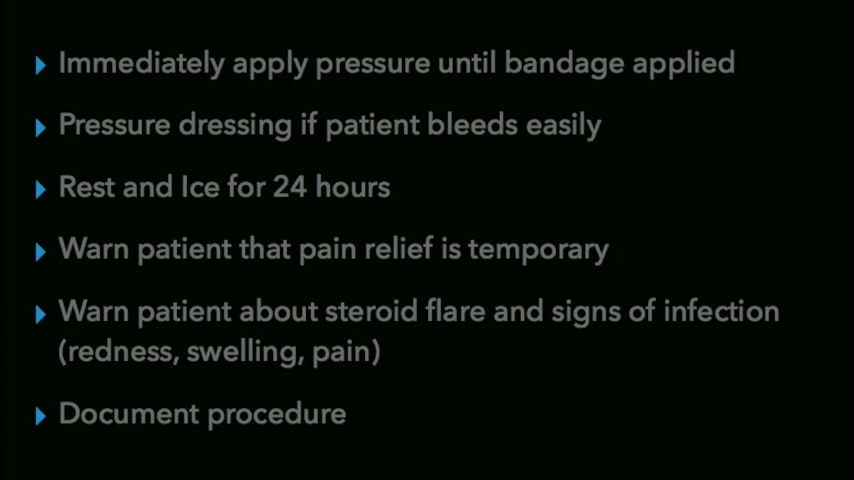 Immediately apply pressure until bandage applied
Pressure dressing if patient bleeds easily
Rest and Ice for 24 hours
Warn patient that pain relief is temporary
Warn patient about steroid flare and signs of infection
(redness, swelling, pain)
Document procedure